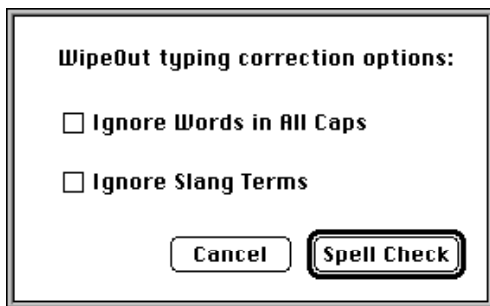 WipeOut typing correction options:
Ignore Words in All Caps
Ignore Slang Terms
Cancel Spell Check